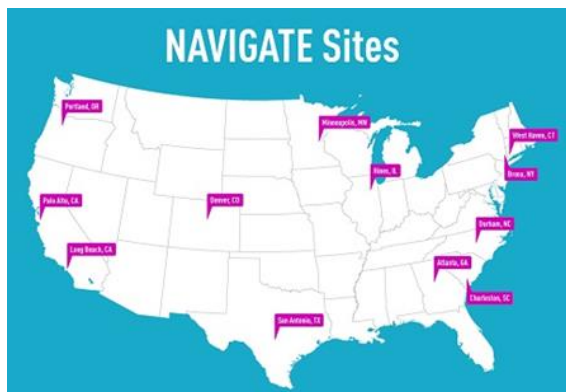 NAVIGATE Sites
Portland, OR
Minneapolis, MN
West Haven, CT
Hines, IL
Bronx, NY
Palo Alto, CA
Denver, CO
Durham, NC
Long Beach, CA
Atlanta, GA
Charleston, SC
San Antonio, TX